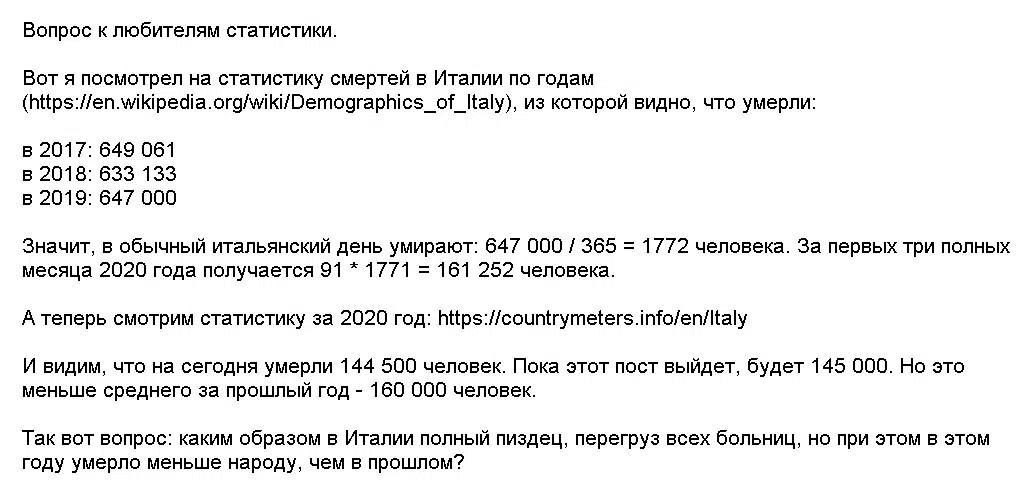 Вопрос к любителям статистики.
Вот я посмотрел на статистику смертей в Италии по годам
(https://en.wikipedia.org/wiki/Demographics_of_Italy), из которой видно, что умерли:
в 2017: 649 061
в 2018: 633 133
в 2019: 647 000
Значит, в обычный итальянский день умирают: 647 000 / 365 = 1772 человека. За первых три полных
месяца 2020 года получается 91 * 1771 = 161 252 человека.
А теперь смотрим статистику за 2020 год: https://countrymeters.info/en/Italy
И видим, что на сегодня умерли 144 500 человек. Пока этот пост выйдет, будет 145 000. Но это
меньше среднего за прошлый год - 160 000 человек.
Так вот вопрос: каким образом в Италии полный пиздец, перегруз всех больниц, но при этом в этом
году умерло меньше народу, чем в прошлом?